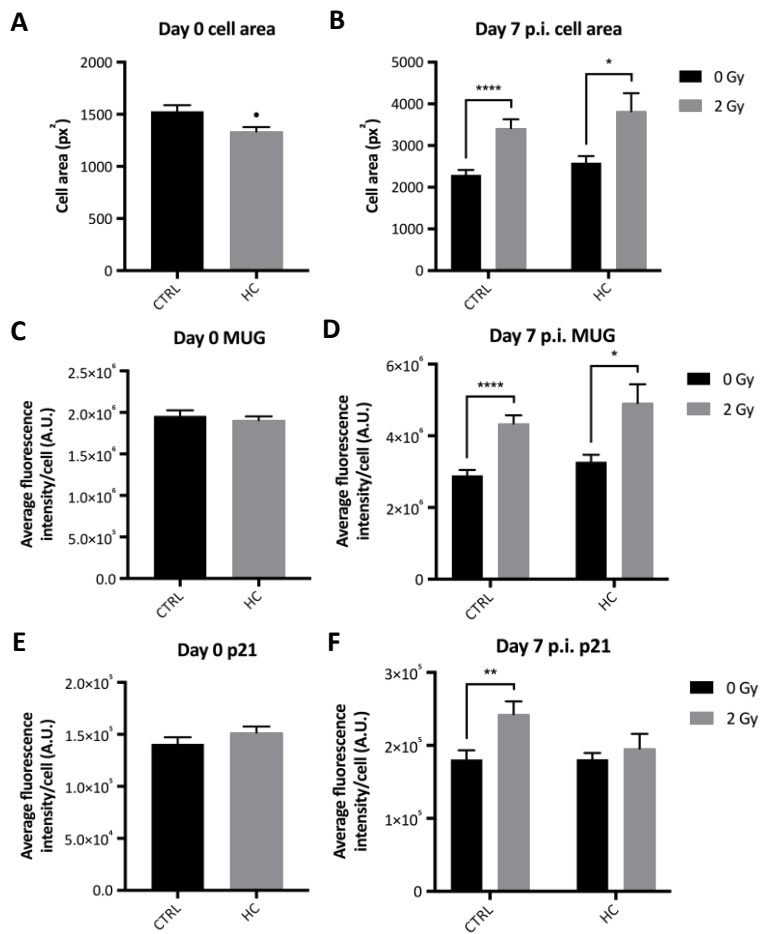 A
Day 0 cell area
Cell area (px²)
2000
1500
1000
500
0
•
CTRL
HC
B
Day 7 p.i. cell area
Cell area (px²)
5000
4000
3000
2000
1000
0
****
*
CTRL
HC
0 Gy
2 Gy
C
Day 0 MUG
Average fluorescence
intensity/cell (A.U.)
2.5×10⁶
2.0×10⁶
1.5×10⁶
1.0×10⁶
5.0×10⁵
0.0
CTRL
HC
D
Day 7 p.i. MUG
Average fluorescence
intensity/cell (A.U.)
6×10⁶
4×10⁶
2×10⁶
0
****
*
CTRL
HC
0 Gy
2 Gy
E
Day 0 p21
Average fluorescence
intensity/cell (A.U.)
2.0×10⁵
1.5×10⁵
1.0×10⁵
5.0×10⁴
0.0
CTRL
HC
F
Day 7 p.i. p21
Average fluorescence
intensity/cell (A.U.)
3×10⁵
2×10⁵
1×10⁵
0
**
CTRL
HC
0 Gy
2 Gy